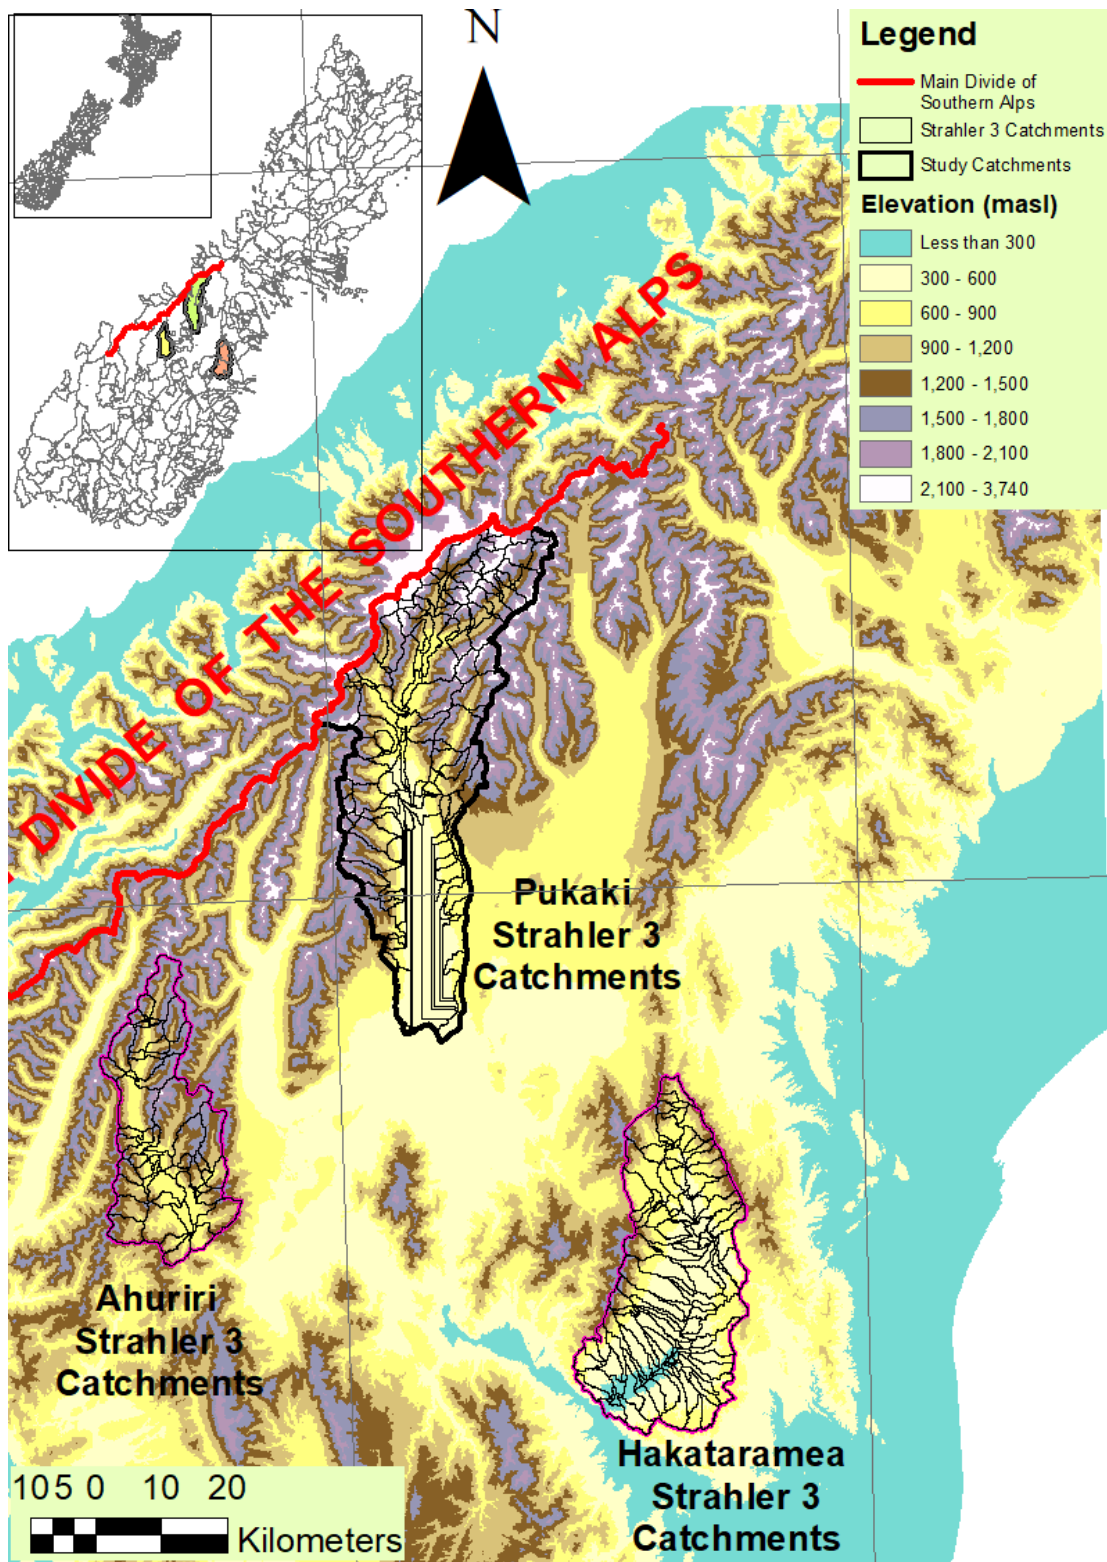 N
Legend
Main Divide of
Southern Alps
Strahler 3 Catchments
Study Catchments
Elevation (masl)
Less than 300
300 - 600
600 - 900
900 - 1,200
1,200 - 1,500
1,500 - 1,800
1,800 - 2,100
2,100 - 3,740
DIVIDE OF THE SOUTHERN ALPS
Pukaki
Strahler 3
Catchments
Ahuriri
Strahler 3
Catchments
Hakataramea
Strahler 3
Catchments
10 5 0 10 20
Kilometers